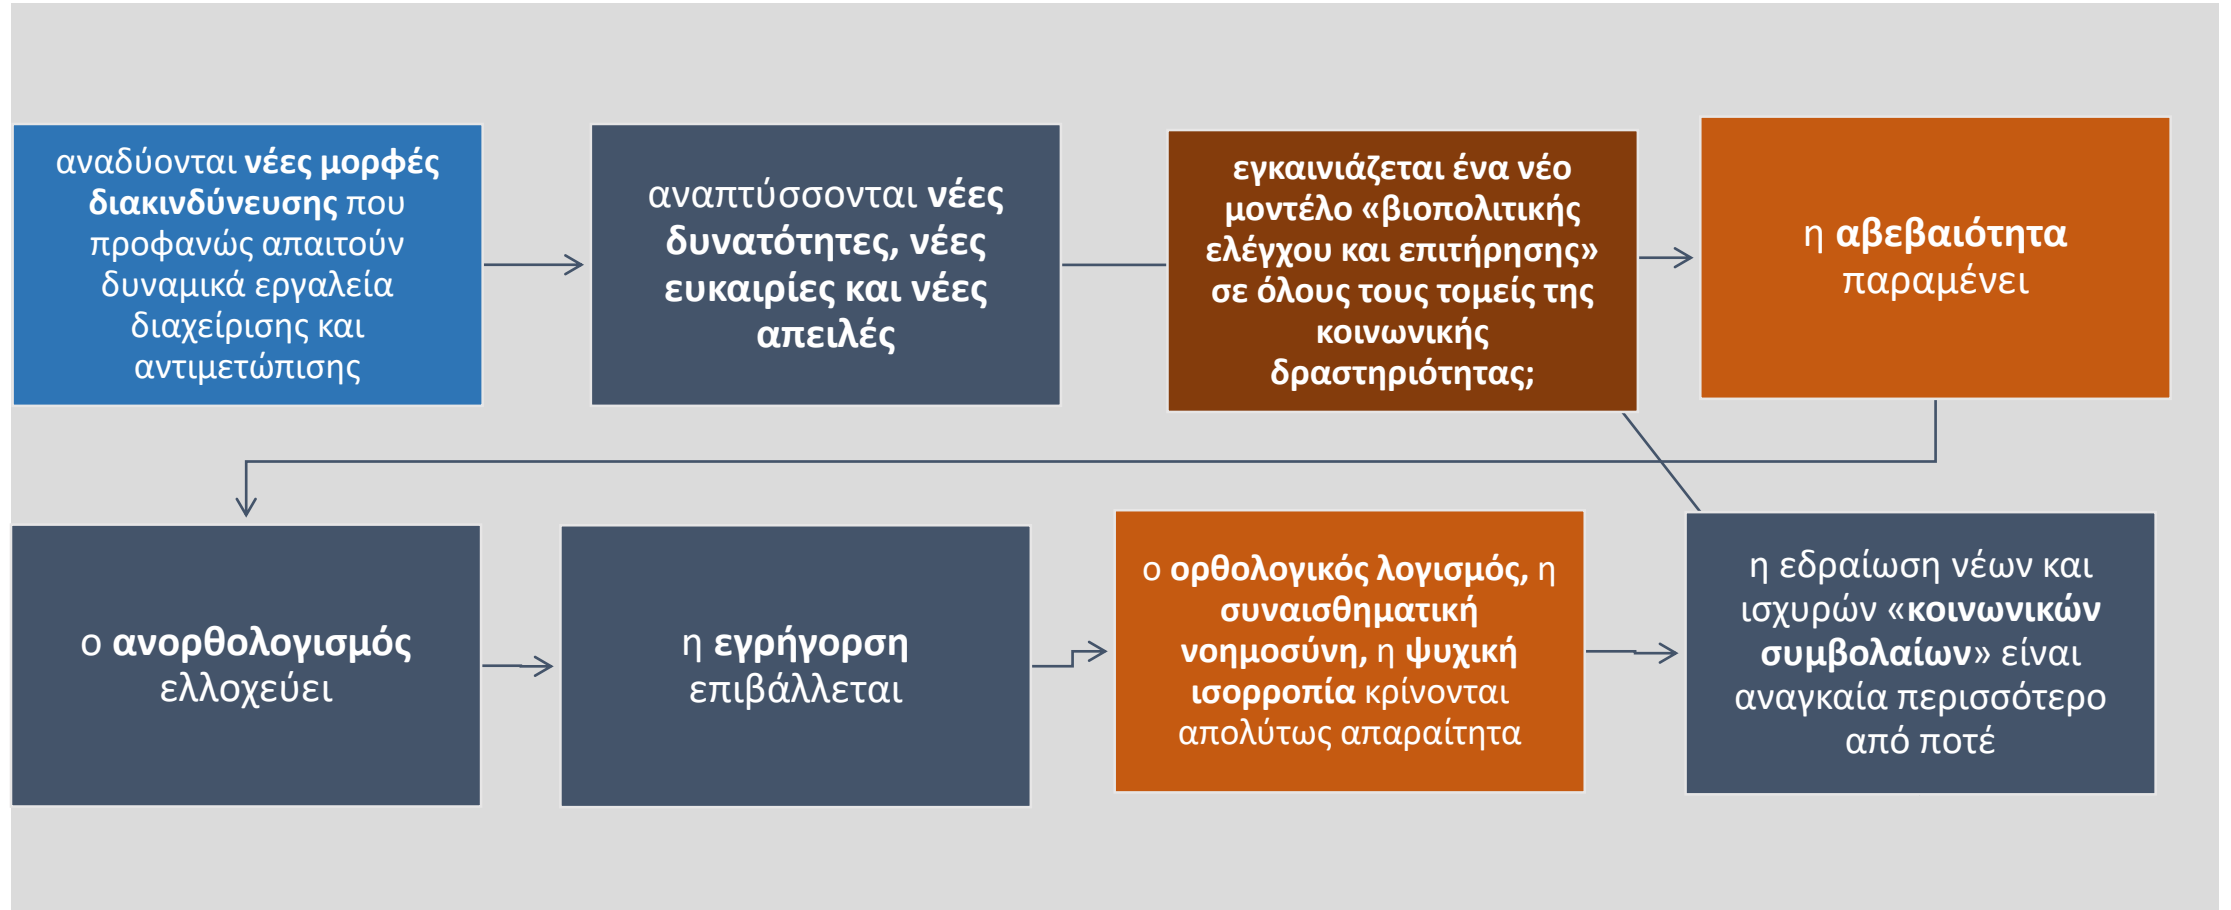 αναδύονται νέες μορφές
διακινδύνευσης που
προφανώς απαιτούν
δυναμικά εργαλεία
διαχείρισης και
αντιμετώπισης
αναπτύσσονται νέες
δυνατότητες, νέες
ευκαιρίες και νέες
απειλές
εγκαινιάζεται ένα νέο
μοντέλο «βιοπολιτικής
ελέγχου και επιτήρησης»
σε όλους τους τομείς της
κοινωνικής
δραστηριότητας;
η αβεβαιότητα
παραμένει
ο ανορθολογισμός
ελλοχεύει
η εγρήγορση
επιβάλλεται
ο ορθολογικός λογισμός, η
συναισθηματική
νοημοσύνη, η ψυχική
ισορροπία κρίνονται
απολύτως απαραίτητα
η εδραίωση νέων και
ισχυρών «κοινωνικών
συμβολαίων» είναι
αναγκαία περισσότερο
από ποτέ